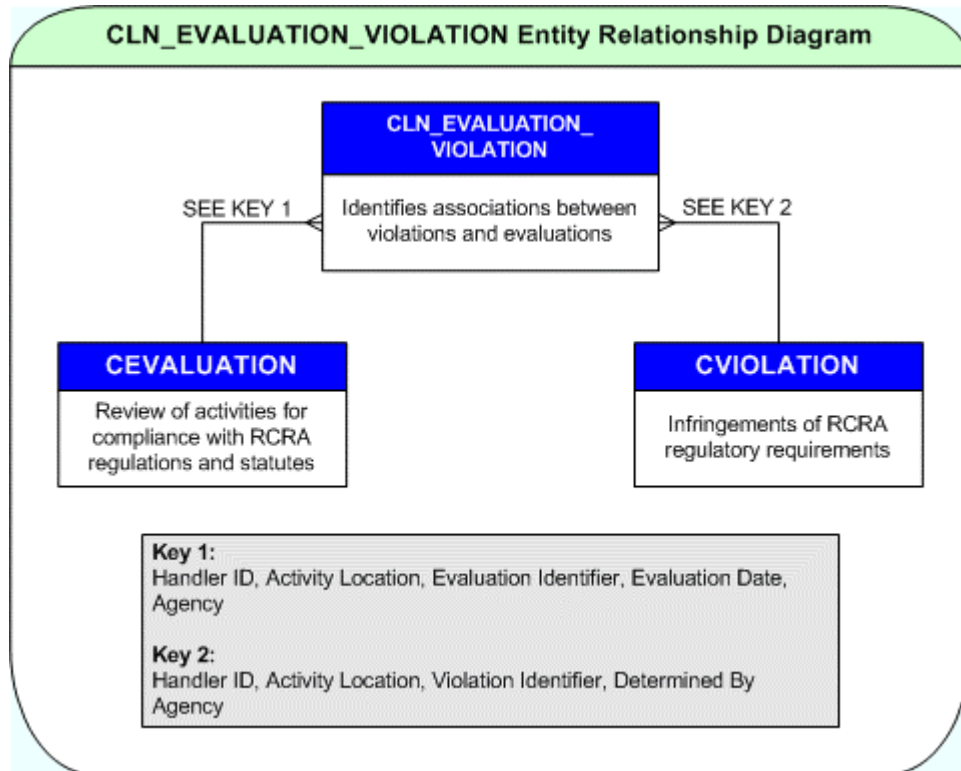 CLN_EVALUATION_VIOLATION Entity Relationship Diagram
CLN_EVALUATION_
VIOLATION
Identifies associations between
violations and evaluations
SEE KEY 1
SEE KEY 2
CEVALUATION
Review of activities for
compliance with RCRA
regulations and statutes
CVIOLATION
Infringements of RCRA
regulatory requirements
Key 1:
Handler ID, Activity Location, Evaluation Identifier, Evaluation Date,
Agency
Key 2:
Handler ID, Activity Location, Violation Identifier, Determined By
Agency